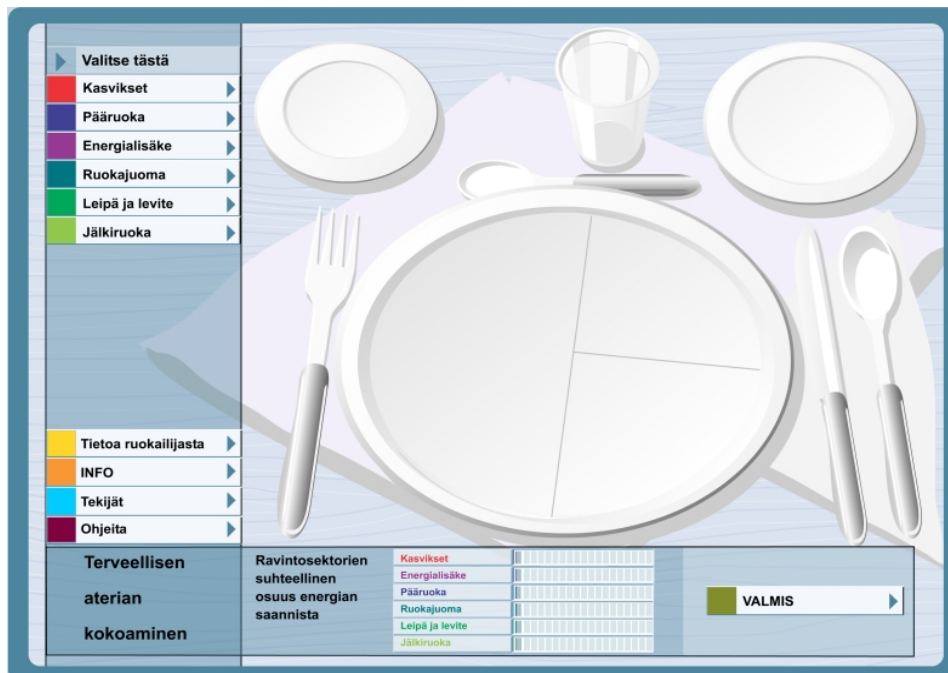 Valitse tästä
Kasvikset
Pääruoka
Energialisäke
Ruokajuoma
Leipä ja levite
Jälkiruoka
Tietoa ruokailijasta
INFO
Tekijät
Ohjeita
Terveellisen
aterian
kokoaminen
Ravintosektorien
suhteellinen
osuus energian
saannista
Kasvikset
Energialisäke
Pääruoka
Ruokajuoma
Leipä ja levite
Jälkiruoka
VALMIS